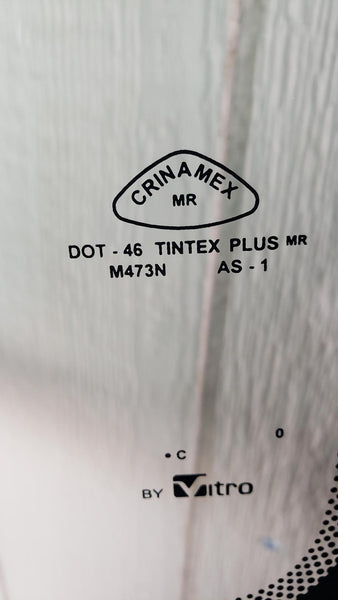 CRINAMEX
MR
DOT - 46 TINTEX PLUS MR
M473N AS - 1
0
• C
BY Vitro